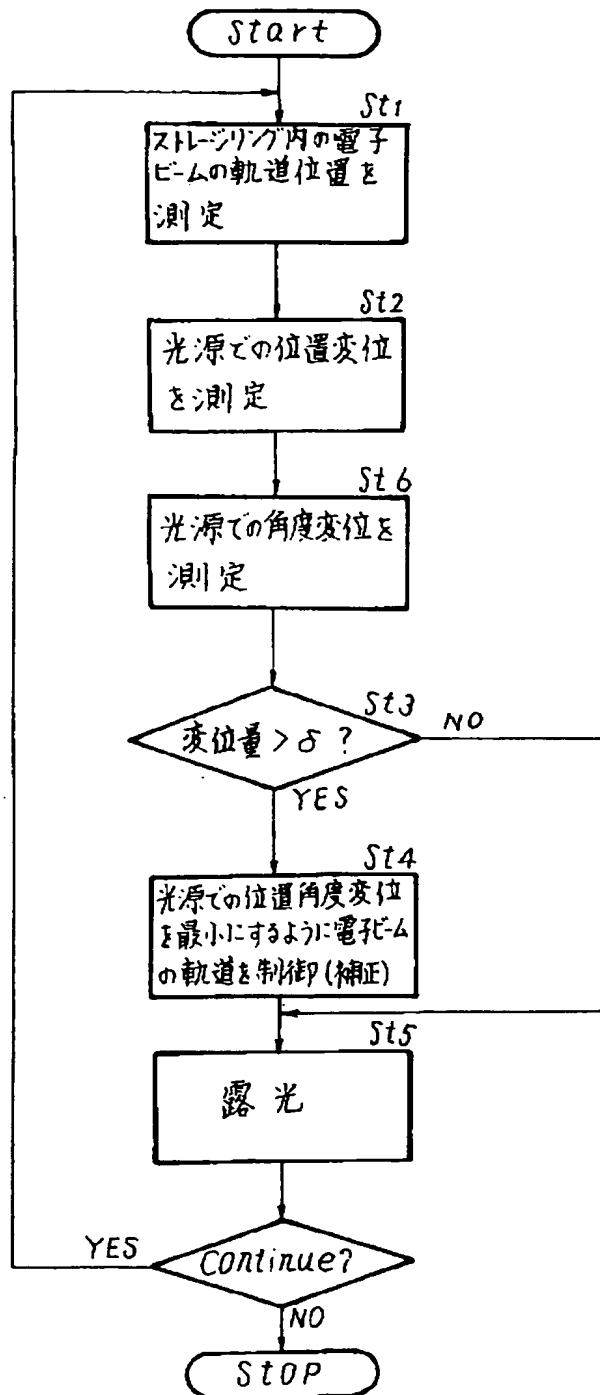 Start
St1
ストレージリング内の電子
ビームの軌道位置を
測定
St2
光源での位置変位
を測定
St6
光源での角度変位を
測定
St3
変位量>δ?
NO
YES
St4
光源での位置角度変位
を最小にするように電子ビーム
の軌道を制御(補正)
St5
露光
Continue?
YES
NO
StOP